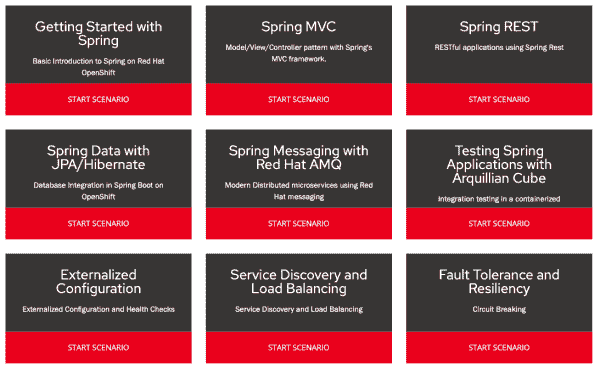 Getting Started with
Spring
Basic Introduction to Spring on Red Hat
OpenShift
START SCENARIO
Spring MVC
Model/View/Controller pattern with Spring's
MVC framework.
START SCENARIO
Spring REST
RESTful applications using Spring Rest
START SCENARIO
Spring Data with
JPA/Hibernate
Database Integration in Spring Boot on
OpenShift
START SCENARIO
Spring Messaging with
Red Hat AMQ
Modern Distributed microservices using Red
Hat messaging
START SCENARIO
Testing Spring
Applications with
Arquillian Cube
Integration testing in a containerized
START SCENARIO
Externalized
Configuration
Externalized Configuration and Health Checks
START SCENARIO
Service Discovery and
Load Balancing
Service Discovery and Load Balancing
START SCENARIO
Fault Tolerance and
Resiliency
Circuit Breaking
START SCENARIO